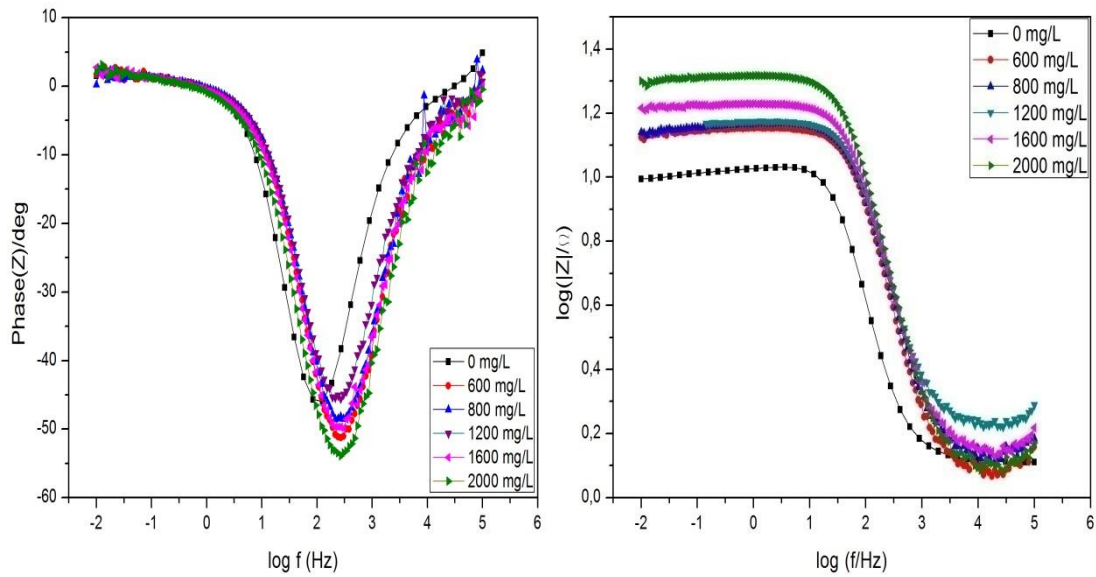 10
0
-10
-20
-30
-40
-50
-60
Phase(Z)/deg
0 mg/L
600 mg/L
800 mg/L
1200 mg/L
1600 mg/L
2000 mg/L
-2 -1 0 1 2 3 4 5 6
log f (Hz)
1,4
1,2
1,0
0,8
0,6
0,4
0,2
0,0
log(|Z|/Ω)
0 mg/L
600 mg/L
800 mg/L
1200 mg/L
1600 mg/L
2000 mg/L
-2 -1 0 1 2 3 4 5 6
log (f/Hz)